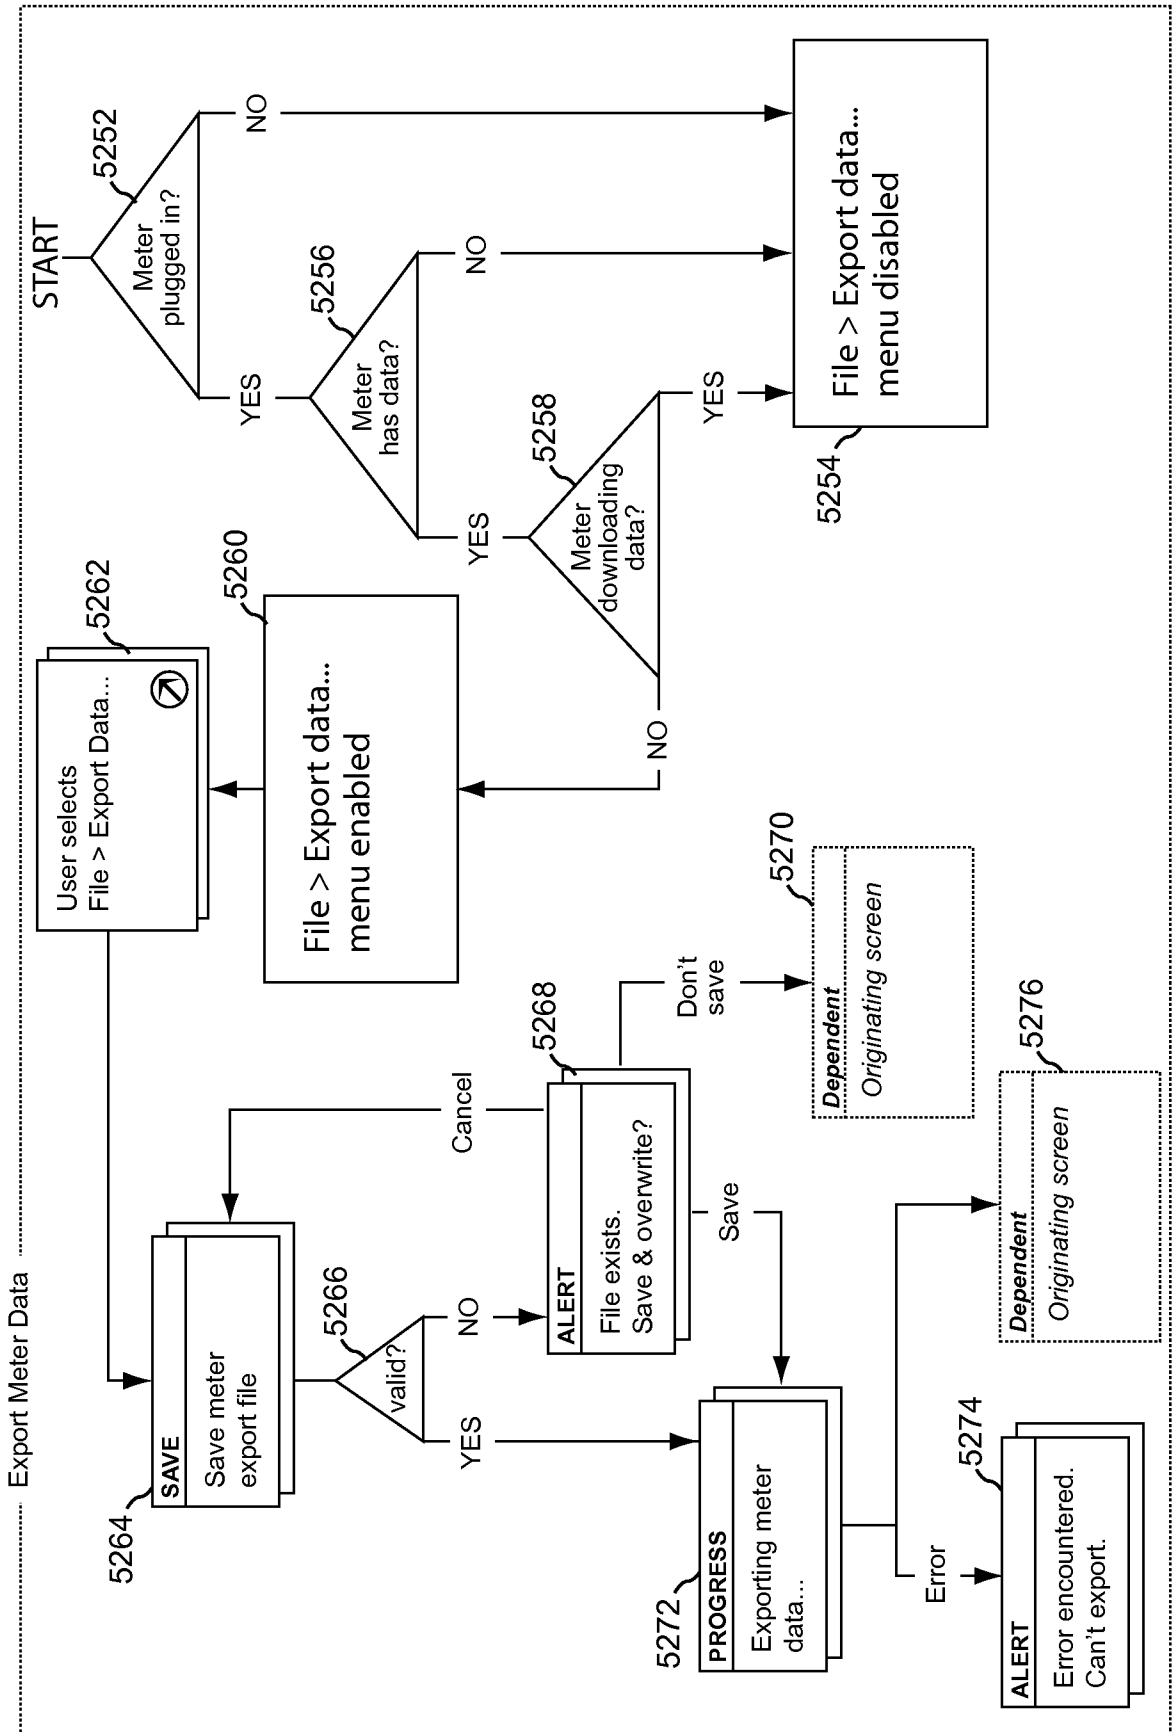 Export Meter Data
START
5252
Meter
plugged in?
NO
YES
5256
Meter
has data?
NO
YES
5258
Meter
downloading
data?
YES
NO
5254
File > Export data...
menu disabled
5260
File > Export data...
menu enabled
5262
User selects
File > Export Data...
5264
SAVE
Save meter
export file
5266
valid?
NO
YES
5268
ALERT
File exists.
Save & overwrite?
Cancel
Don't
save
Save
5270
Dependent
Originating screen
5272
PROGRESS
Exporting meter
data...
Error
5274
ALERT
Error encountered.
Can't export.
5276
Dependent
Originating screen